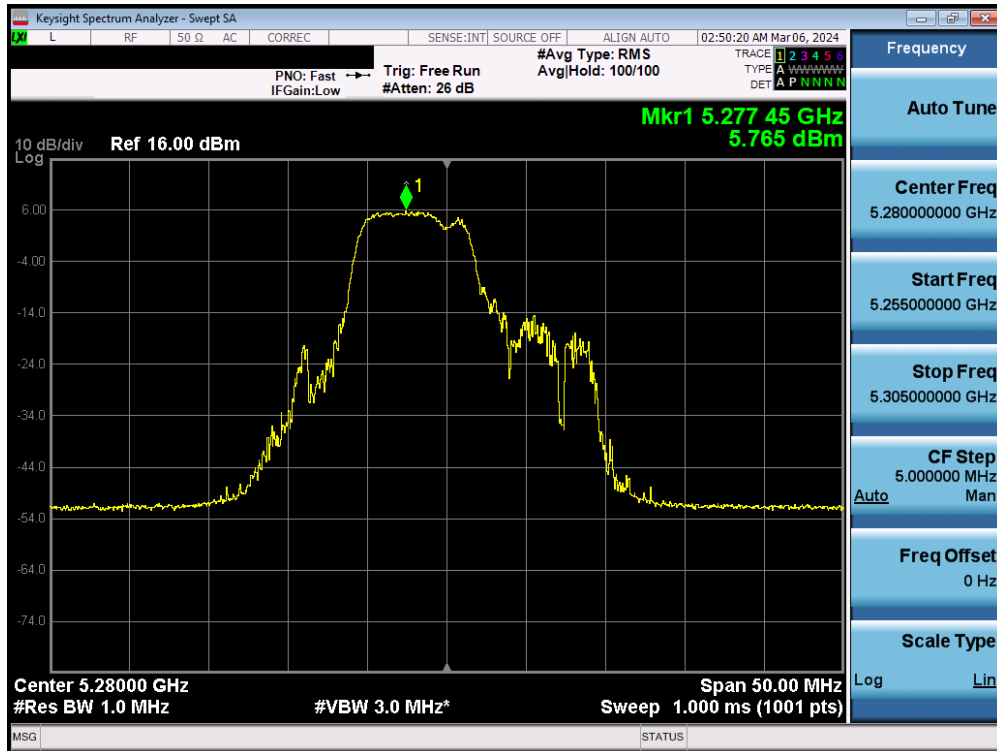 Keysight Spectrum Analyzer - Swept SA
LXI L RF 50 Ω AC CORREC SENSE:INT SOURCE OFF ALIGN AUTO 02:50:20 AM Mar 06, 2024
PNO: Fast
IFGain:Low
Trig: Free Run
#Atten: 26 dB
#Avg Type: RMS
Avg|Hold: 100/100
TRACE 1 2 3 4 5 6
TYPE A WWWWW
DET A P N N N N
Mkr1 5.277 45 GHz
5.765 dBm
10 dB/div Ref 16.00 dBm
Log
1
6.00
-4.00
-14.0
-24.0
-34.0
-44.0
-54.0
-64.0
-74.0
Center 5.28000 GHz Span 50.00 MHz
#Res BW 1.0 MHz #VBW 3.0 MHz* Sweep 1.000 ms (1001 pts)
MSG STATUS
Frequency
Auto Tune
Center Freq
5.280000000 GHz
Start Freq
5.255000000 GHz
Stop Freq
5.305000000 GHz
CF Step
5.000000 MHz
Auto Man
Freq Offset
0 Hz
Scale Type
Log Lin